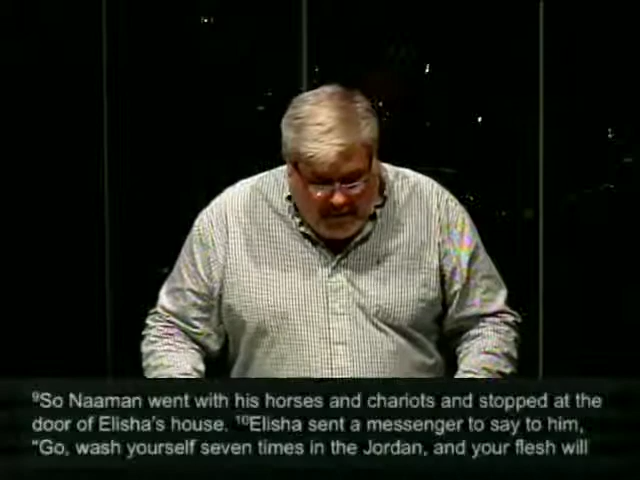 ⁹So Naaman went with his horses and chariots and stopped at the
door of Elisha's house. ¹⁰Elisha sent a messenger to say to him,
“Go, wash yourself seven times in the Jordan, and your flesh will